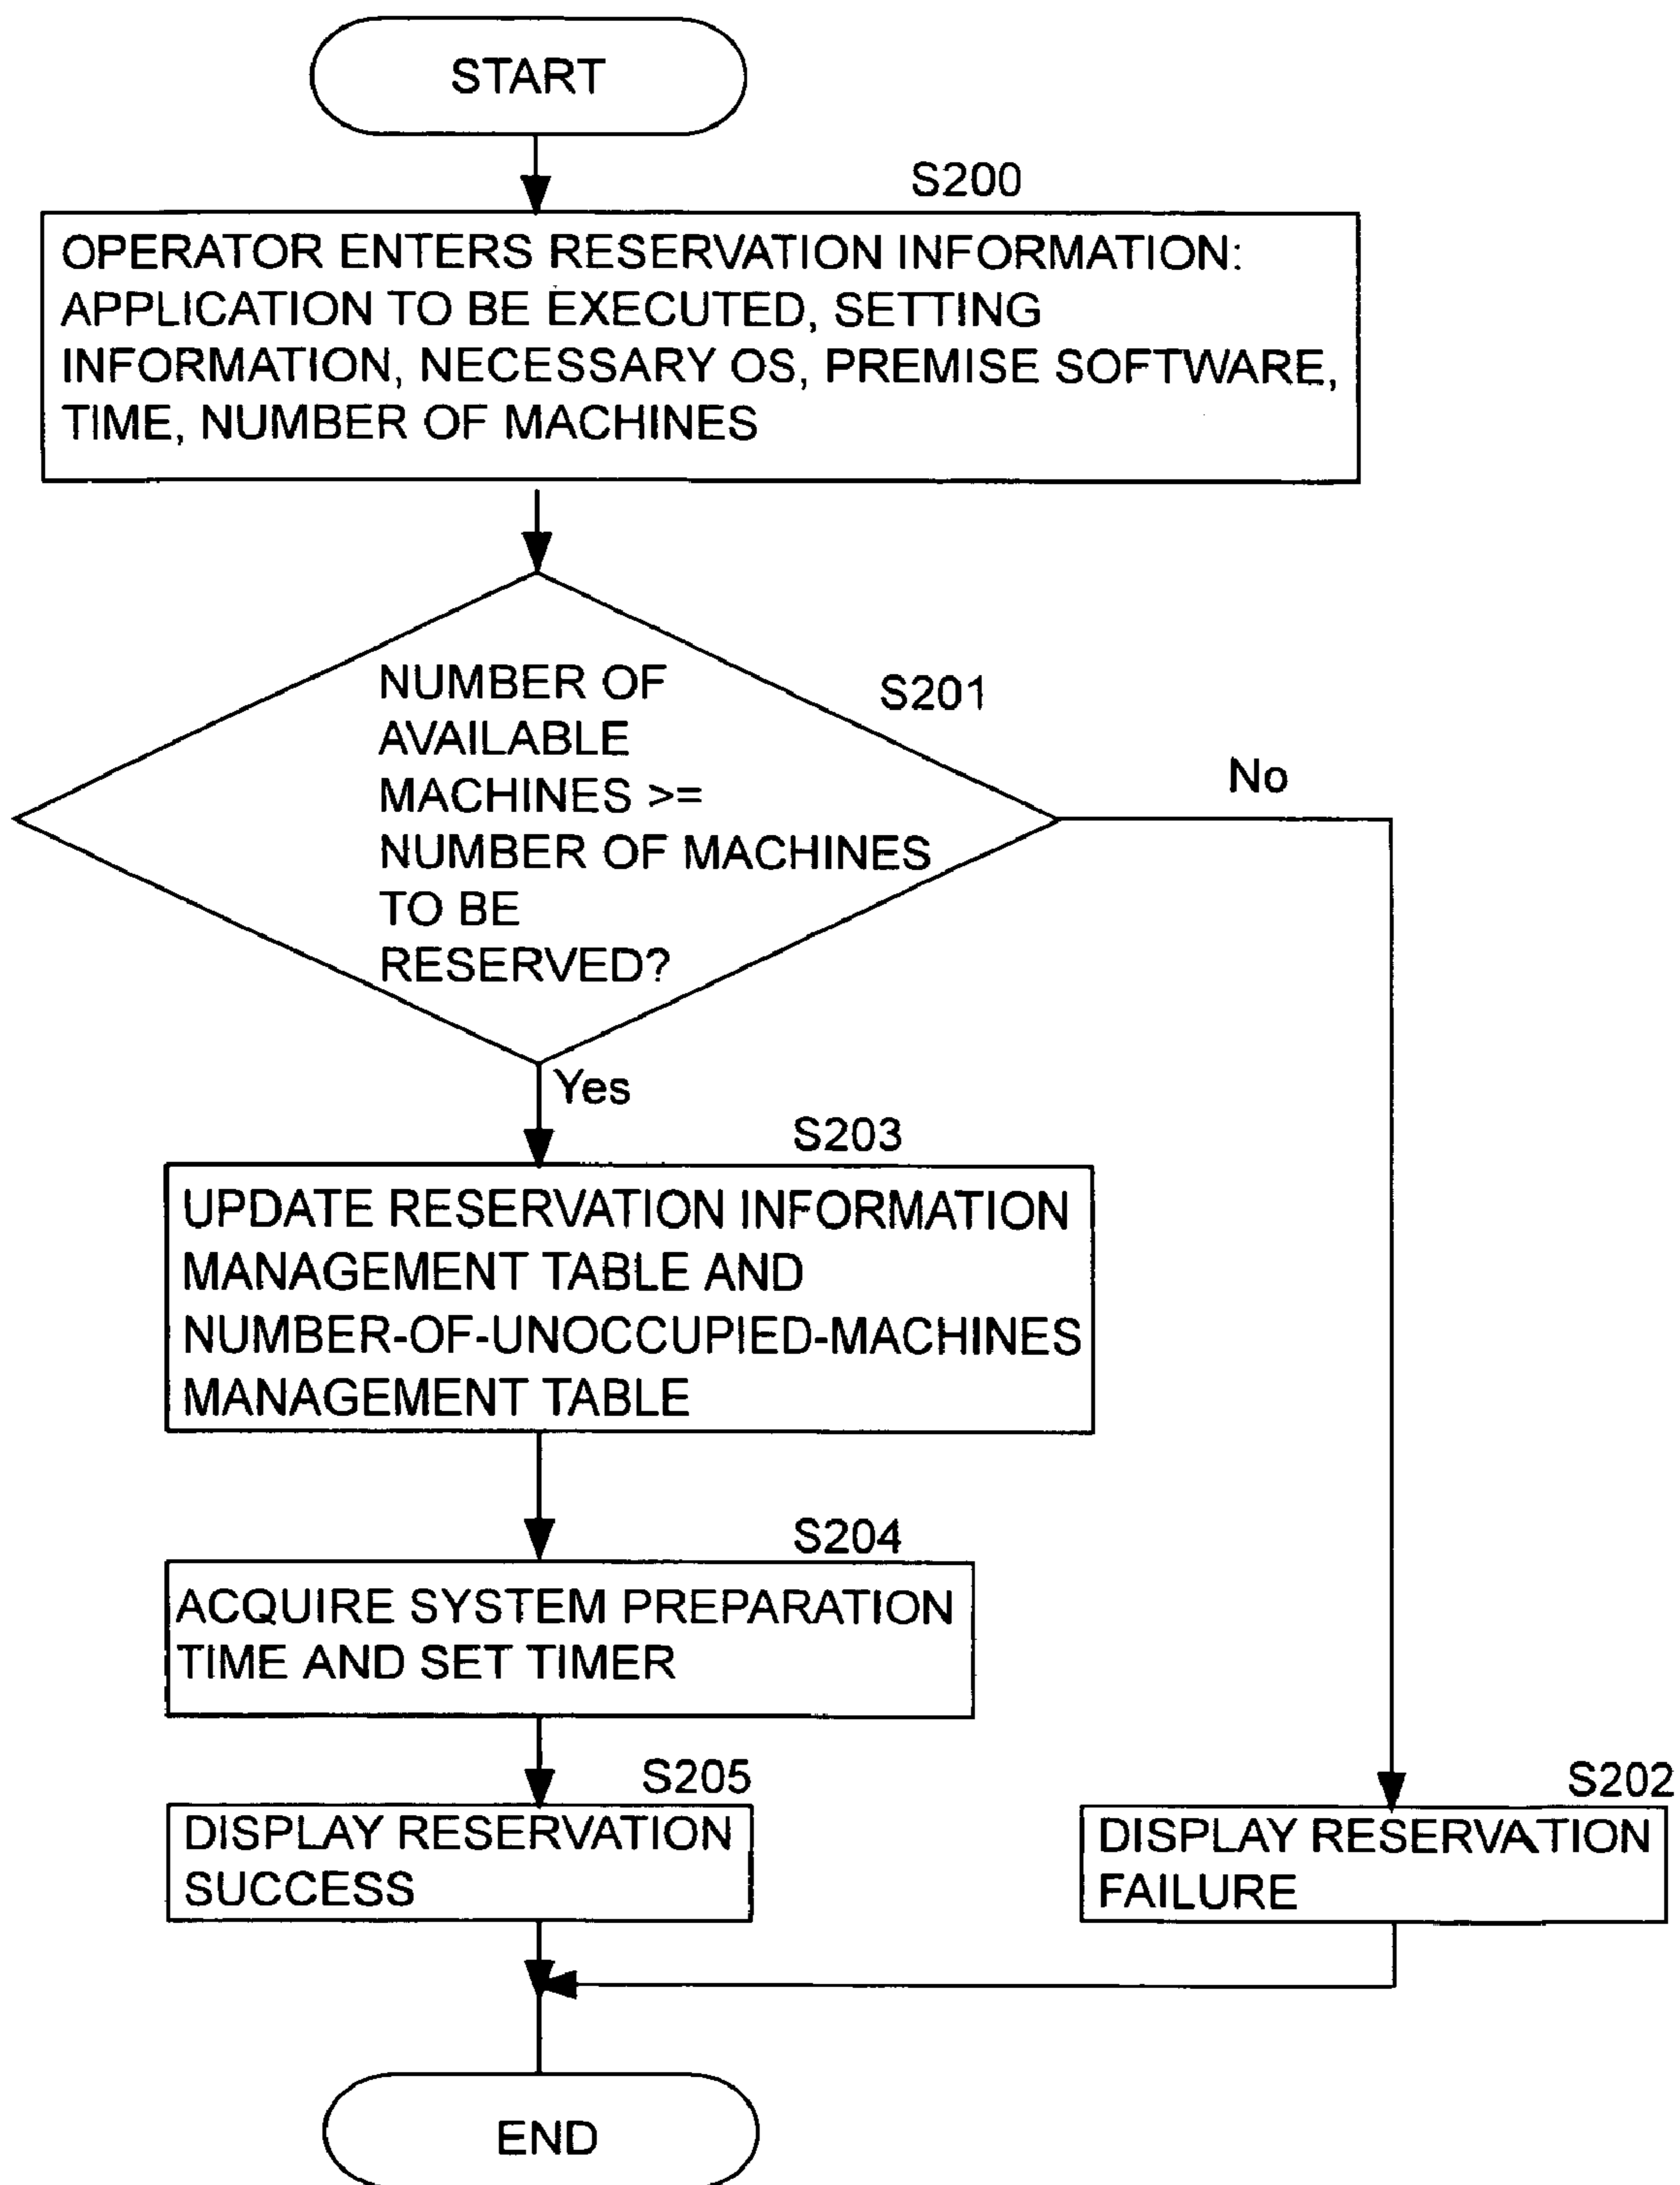 START
S200
OPERATOR ENTERS RESERVATION INFORMATION:
APPLICATION TO BE EXECUTED, SETTING
INFORMATION, NECESSARY OS, PREMISE SOFTWARE,
TIME, NUMBER OF MACHINES
S201
NUMBER OF
AVAILABLE
MACHINES >=
NUMBER OF MACHINES
TO BE
RESERVED?
No
Yes
S203
UPDATE RESERVATION INFORMATION
MANAGEMENT TABLE AND
NUMBER-OF-UNOCCUPIED-MACHINES
MANAGEMENT TABLE
S204
ACQUIRE SYSTEM PREPARATION
TIME AND SET TIMER
S205
DISPLAY RESERVATION
SUCCESS
S202
DISPLAY RESERVATION
FAILURE
END